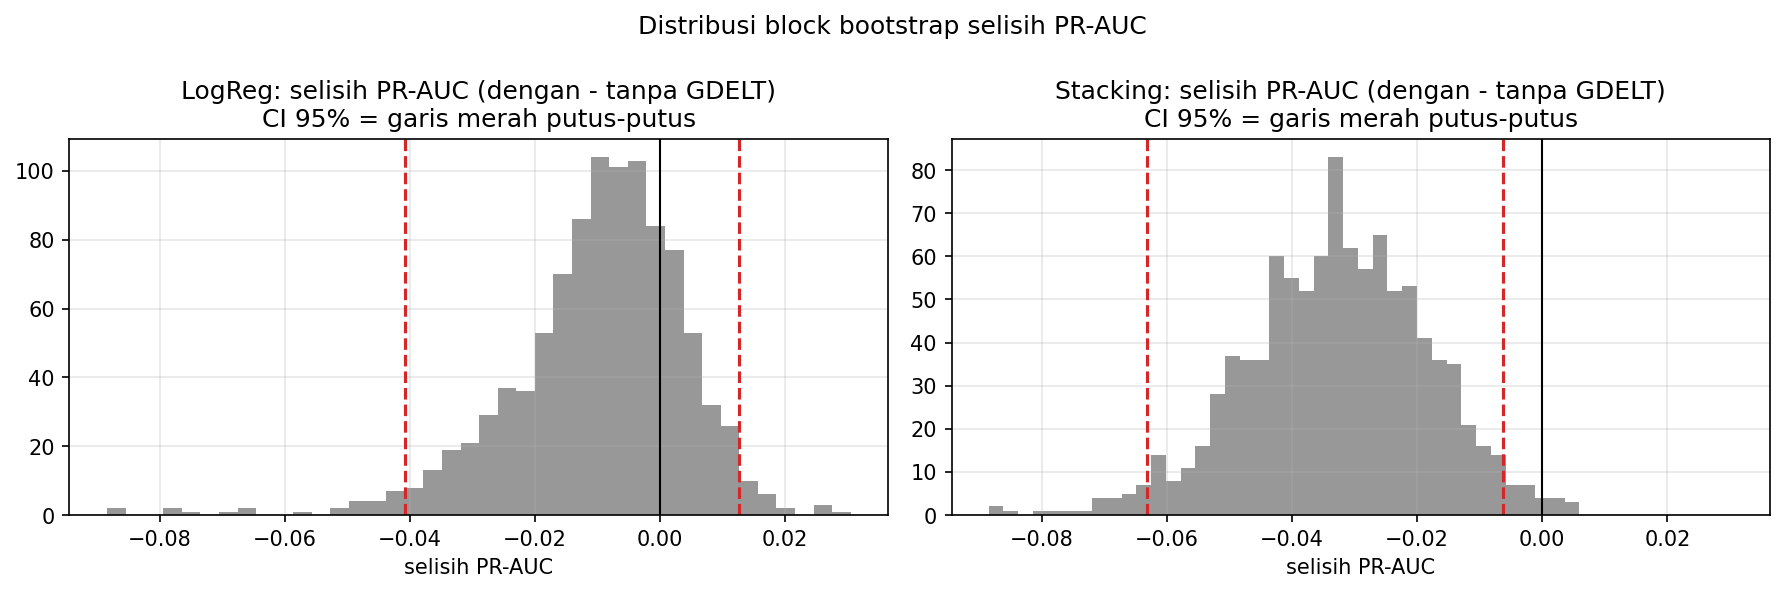 Distribusi block bootstrap selisih PR-AUC
LogReg: selisih PR-AUC (dengan - tanpa GDELT)
CI 95% = garis merah putus-putus
100
80
60
40
20
0
−0.08 −0.06 −0.04 −0.02 0.00 0.02
selisih PR-AUC
Stacking: selisih PR-AUC (dengan - tanpa GDELT)
CI 95% = garis merah putus-putus
80
70
60
50
40
30
20
10
0
−0.08 −0.06 −0.04 −0.02 0.00 0.02
selisih PR-AUC